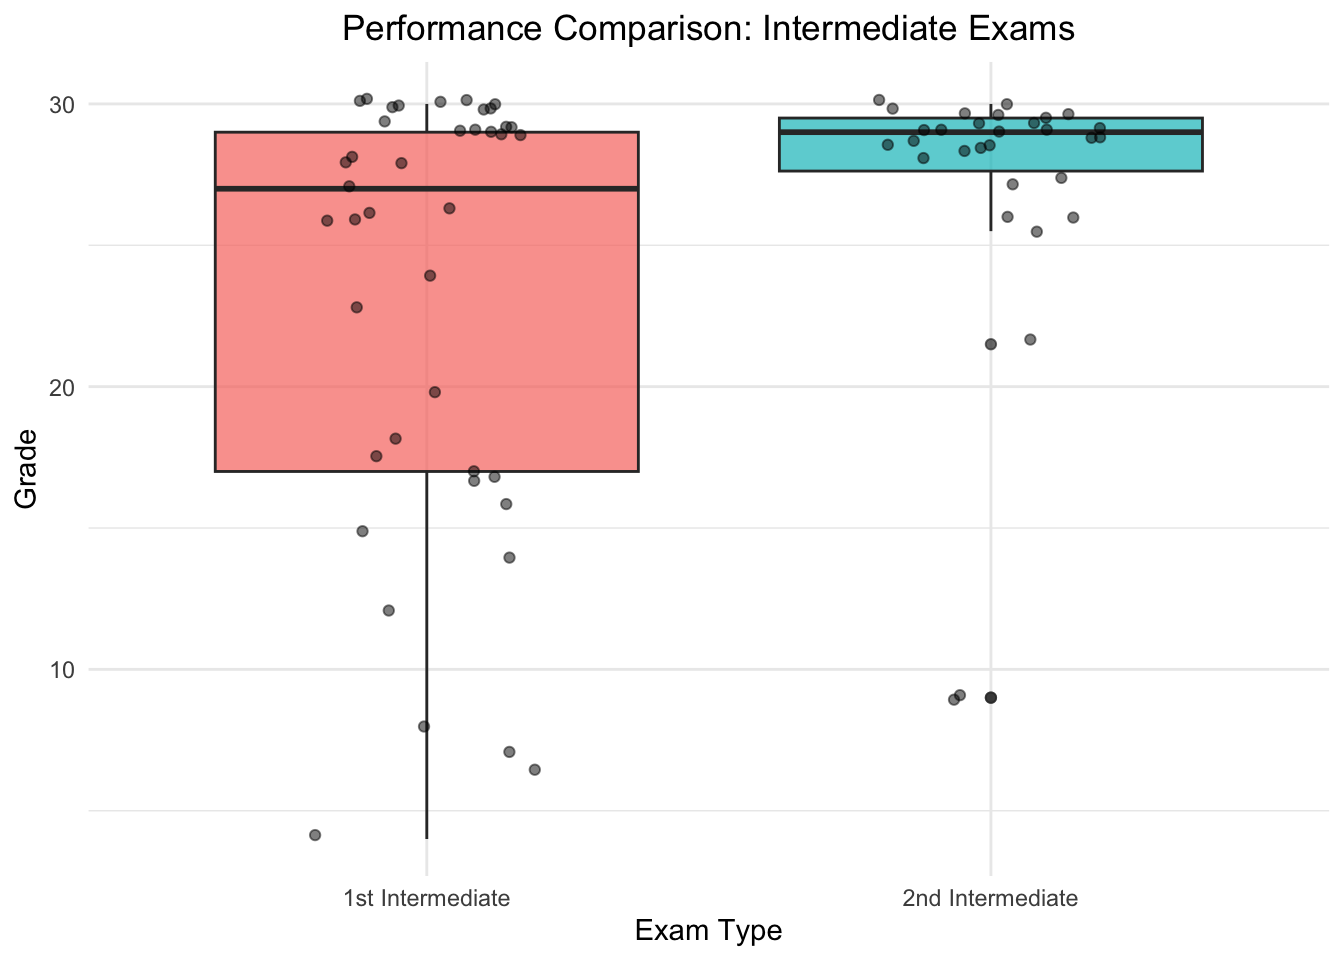 Performance Comparison: Intermediate Exams
30
20
10
Grade
1st Intermediate
2nd Intermediate
Exam Type